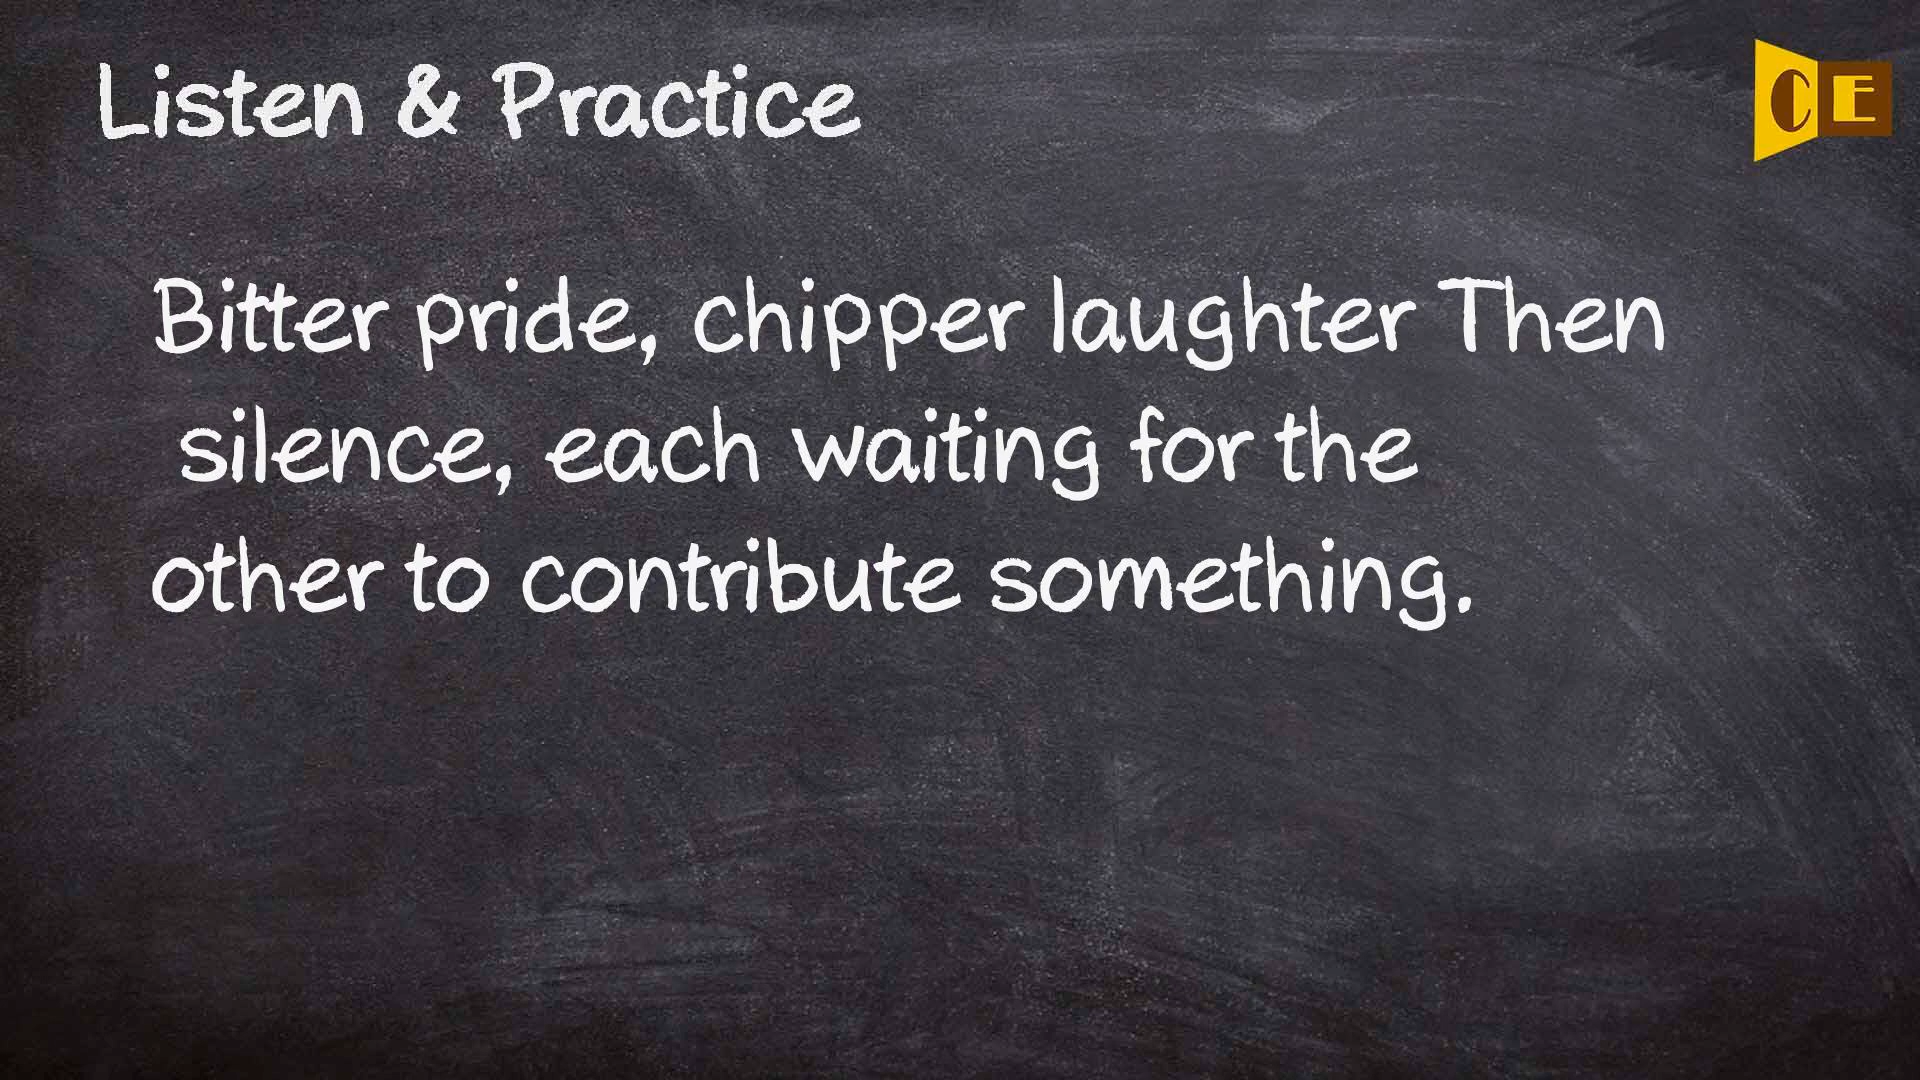 Listen & Practice
CE
Bitter pride, chipper laughter Then
silence, each waiting for the
other to contribute something.